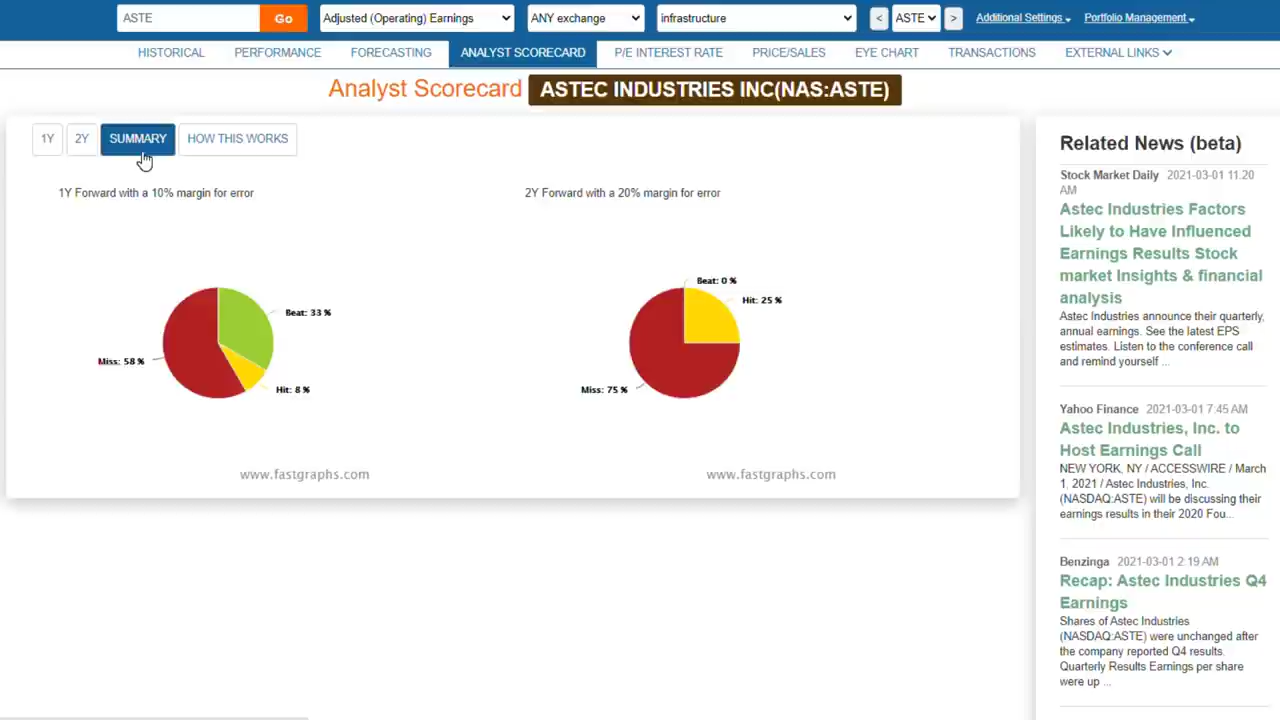 ASTE
Go
Adjusted (Operating) Earnings
ANY exchange
infrastructure
<
ASTE
>
Additional Settings
Portfolio Management
HISTORICAL
PERFORMANCE
FORECASTING
ANALYST SCORECARD
P/E INTEREST RATE
PRICE/SALES
EYE CHART
TRANSACTIONS
EXTERNAL LINKS
Analyst Scorecard
ASTEC INDUSTRIES INC(NAS:ASTE)
1Y
2Y
SUMMARY
HOW THIS WORKS
1Y Forward with a 10% margin for error
Beat: 33 %
Miss: 58 %
Hit: 8 %
www.fastgraphs.com
2Y Forward with a 20% margin for error
Beat: 0 %
Hit: 25 %
Miss: 75 %
www.fastgraphs.com
Related News (beta)
Stock Market Daily 2021-03-01 11.20
AM
Astec Industries Factors
Likely to Have Influenced
Earnings Results Stock
market Insights & financial
analysis
Astec Industries announce their quarterly,
annual earnings. See the latest EPS
estimates. Listen to the conference call
and remind yourself ...
Yahoo Finance 2021-03-01 7:45 AM
Astec Industries, Inc. to
Host Earnings Call
NEW YORK, NY / ACCESSWIRE / March
1, 2021 / Astec Industries, Inc.
(NASDAQ:ASTE) will be discussing their
earnings results in their 2020 Fou...
Benzinga 2021-03-01 2:19 AM
Recap: Astec Industries Q4
Earnings
Shares of Astec Industries
(NASDAQ:ASTE) were unchanged after
the company reported Q4 results.
Quarterly Results Earnings per share
were up ...